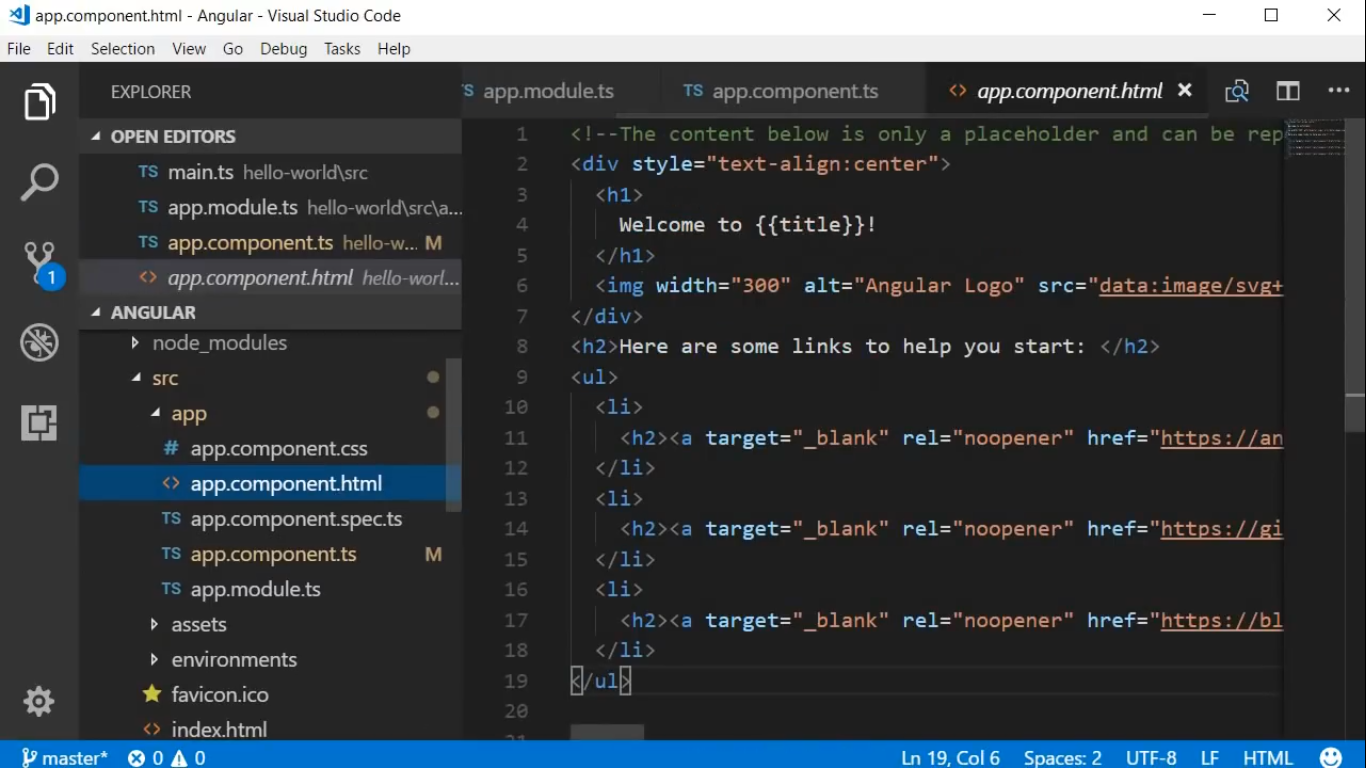 app.component.html - Angular - Visual Studio Code
File Edit Selection View Go Debug Tasks Help
EXPLORER
OPEN EDITORS
TS main.ts hello-world\src
TS app.module.ts hello-world\src\a...
TS app.component.ts hello-w... M
<> app.component.html hello-worl...
ANGULAR
node_modules
src
app
# app.component.css
<> app.component.html
TS app.component.spec.ts
TS app.component.ts M
TS app.module.ts
assets
environments
favicon.ico
<> index.html
TS app.module.ts TS app.component.ts <> app.component.html
1 <!--The content below is only a placeholder and can be rep
2 <div style="text-align:center">
3   <h1>
4     Welcome to {{title}}!
5   </h1>
6   <img width="300" alt="Angular Logo" src="data:image/svg+
7 </div>
8 <h2>Here are some links to help you start: </h2>
9 <ul>
10   <li>
11     <h2><a target="_blank" rel="noopener" href="https://an
12   </li>
13   <li>
14     <h2><a target="_blank" rel="noopener" href="https://gi
15   </li>
16   <li>
17     <h2><a target="_blank" rel="noopener" href="https://bl
18   </li>
19 </ul>
20
1
master* 0 0 Ln 19, Col 6 Spaces: 2 UTF-8 LF HTML